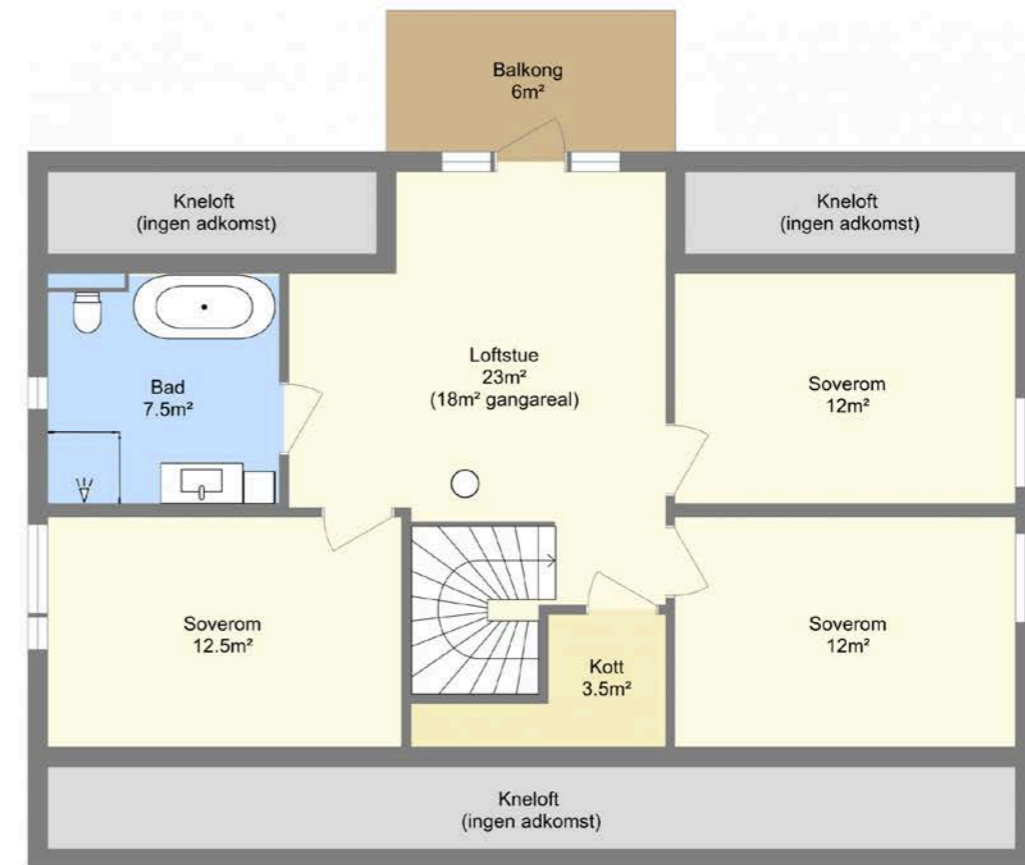 Balkong
6m²
Kneloft
(ingen adkomst)
Kneloft
(ingen adkomst)
Loftstue
23m²
(18m² gangareal)
Bad
7.5m²
Soverom
12m²
Soverom
12.5m²
Kott
3.5m²
Soverom
12m²
Kneloft
(ingen adkomst)